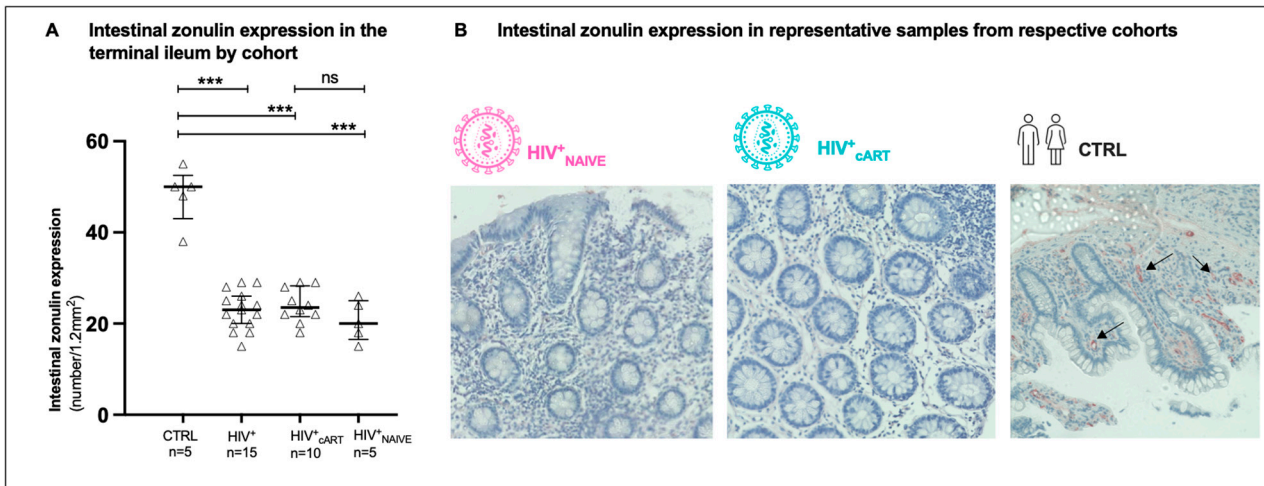 A Intestinal zonulin expression in the
terminal ileum by cohort
*** ns
***
***
Intestinal zonulin expression
(number/1.2mm²)
60
40
20
0
CTRL
n=5
HIV⁺
n=15
HIV⁺cART
n=10
HIV⁺NAIVE
n=5
B Intestinal zonulin expression in representative samples from respective cohorts
HIV⁺NAIVE
HIV⁺cART
CTRL